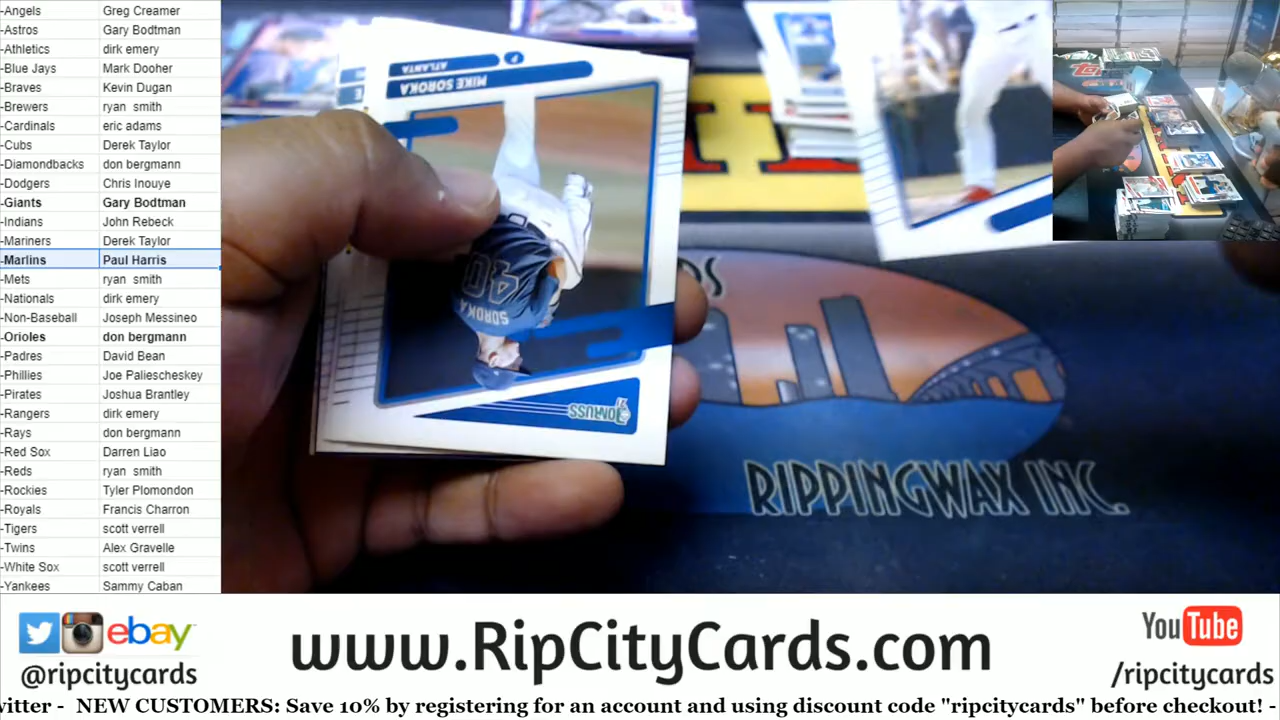 -Angels Greg Creamer
-Astros Gary Bodtman
-Athletics dirk emery
-Blue Jays Mark Dooher
-Braves Kevin Dugan
-Brewers ryan smith
-Cardinals eric adams
-Cubs Derek Taylor
-Diamondbacks don bergmann
-Dodgers Chris Inouye
-Giants Gary Bodtman
-Indians John Rebeck
-Mariners Derek Taylor
-Marlins Paul Harris
-Mets ryan smith
-Nationals dirk emery
-Non-Baseball Joseph Messineo
-Orioles don bergmann
-Padres David Bean
-Phillies Joe Paliescheskey
-Pirates Joshua Brantley
-Rangers dirk emery
-Rays don bergmann
-Red Sox Darren Liao
-Reds ryan smith
-Rockies Tyler Plomondon
-Royals Francis Charron
-Tigers scott verrell
-Twins Alex Gravelle
-White Sox scott verrell
-Yankees Sammy Caban
P
ATLANTA
MIKE SOROKA
40
SOROKA
DONRUSS
RIPPINGWAX INC.
ebay
@ripcitycards
www.RipCityCards.com
YouTube
/ripcitycards
witter - NEW CUSTOMERS: Save 10% by registering for an account and using discount code "ripcitycards" before checkout! -